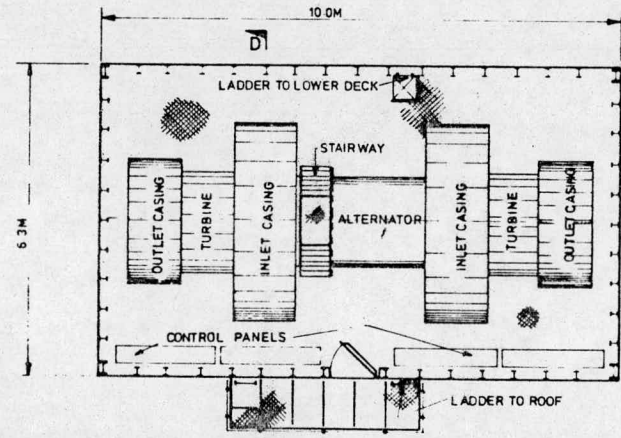 10.0M
D
LADDER TO LOWER DECK
STAIRWAY
6.3M
OUTLET CASING
TURBINE
INLET CASING
ALTERNATOR
INLET CASING
TURBINE
OUTLET CASING
CONTROL PANELS
LADDER TO ROOF